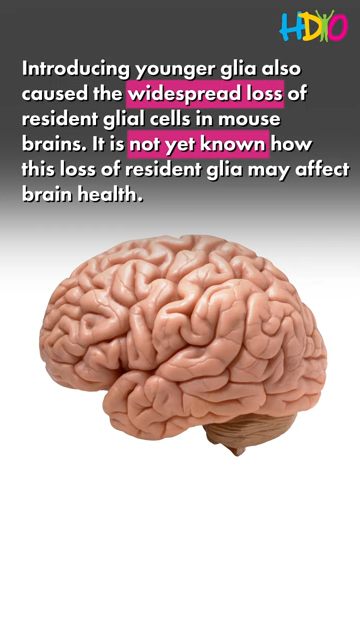 HDYO
Introducing younger glia also
caused the widespread loss of
resident glial cells in mouse
brains. It is not yet known how
this loss of resident glia may affect
brain health.